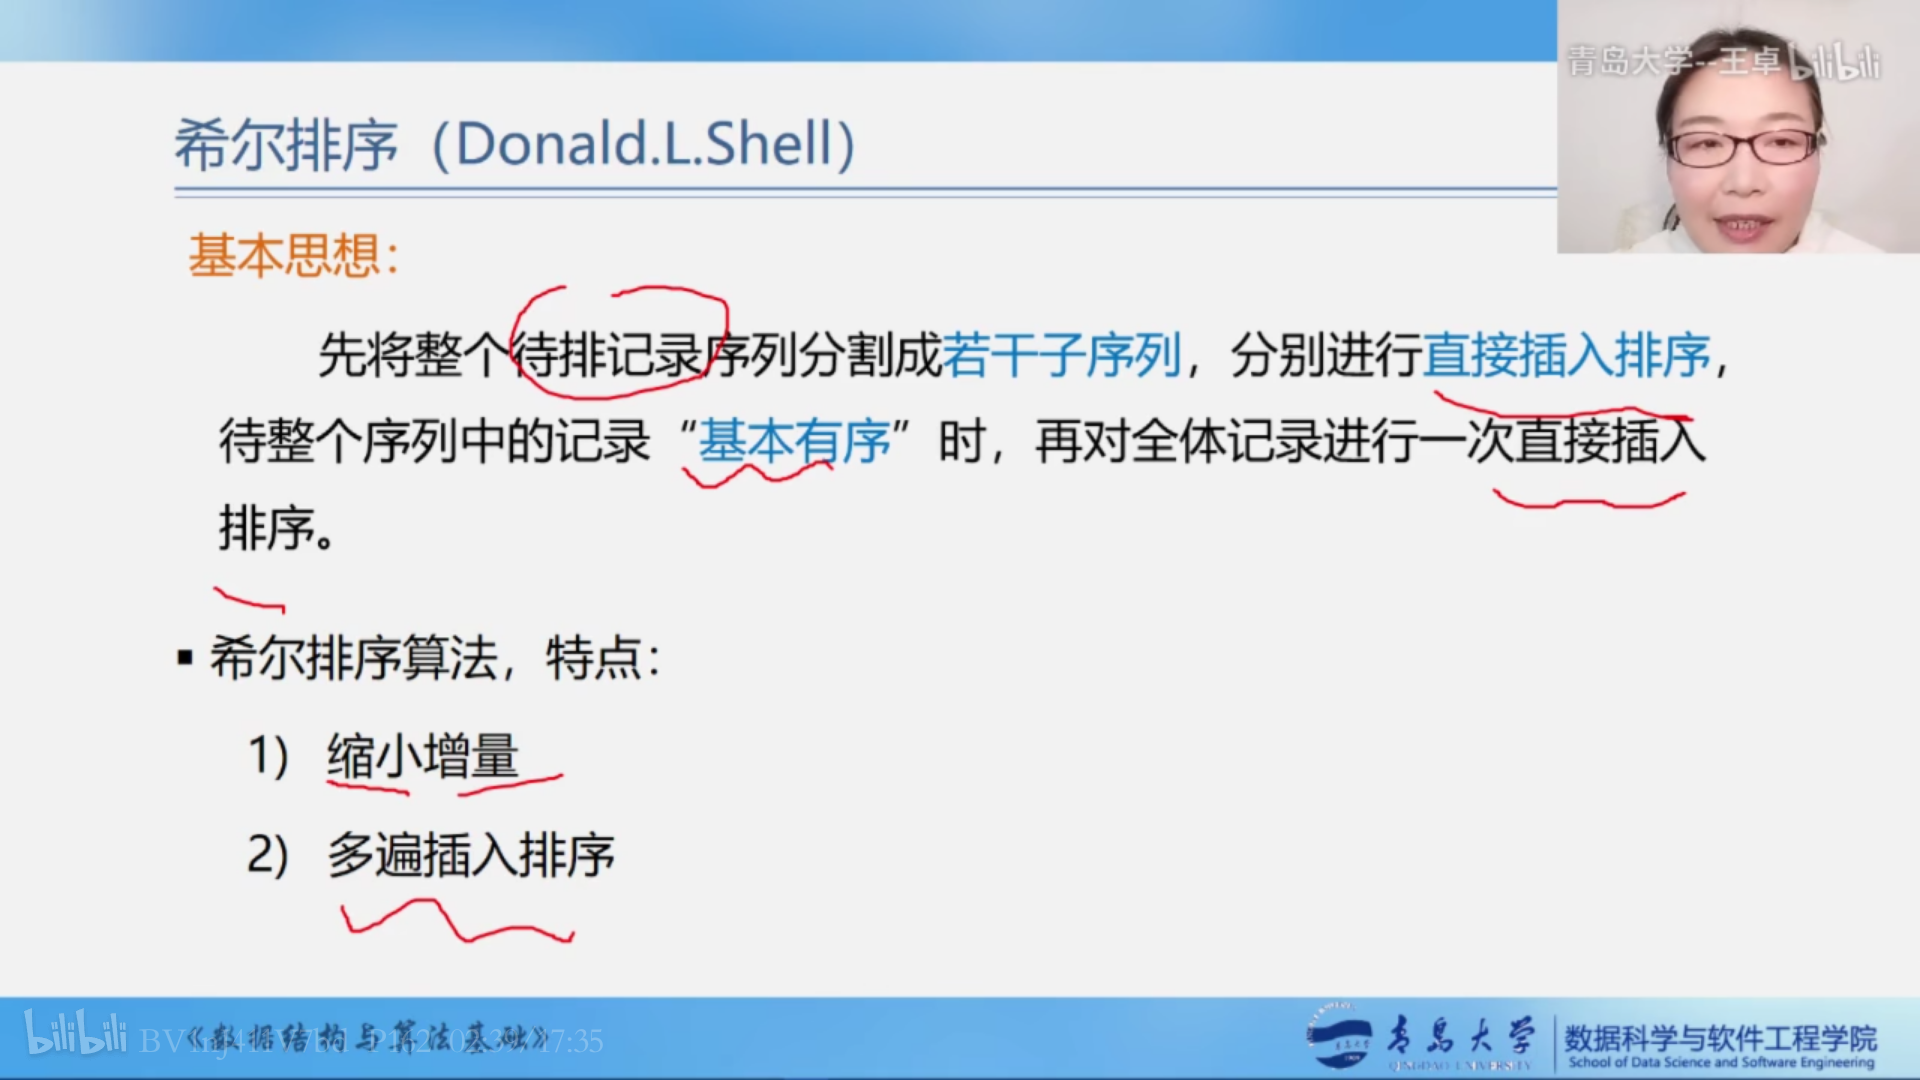 青岛大学--王卓 bilibili
希尔排序（Donald.L.Shell）
基本思想：
先将整个待排记录序列分割成若干子序列，分别进行直接插入排序，
待整个序列中的记录“基本有序”时，再对全体记录进行一次直接插入
排序。
▪ 希尔排序算法，特点：
1) 缩小增量
2) 多遍插入排序
bilibili
《数据结构与算法基础》
17:35
青岛大学
QINGDAO UNIVERSITY
数据科学与软件工程学院
School of Data Science and Software Engineering